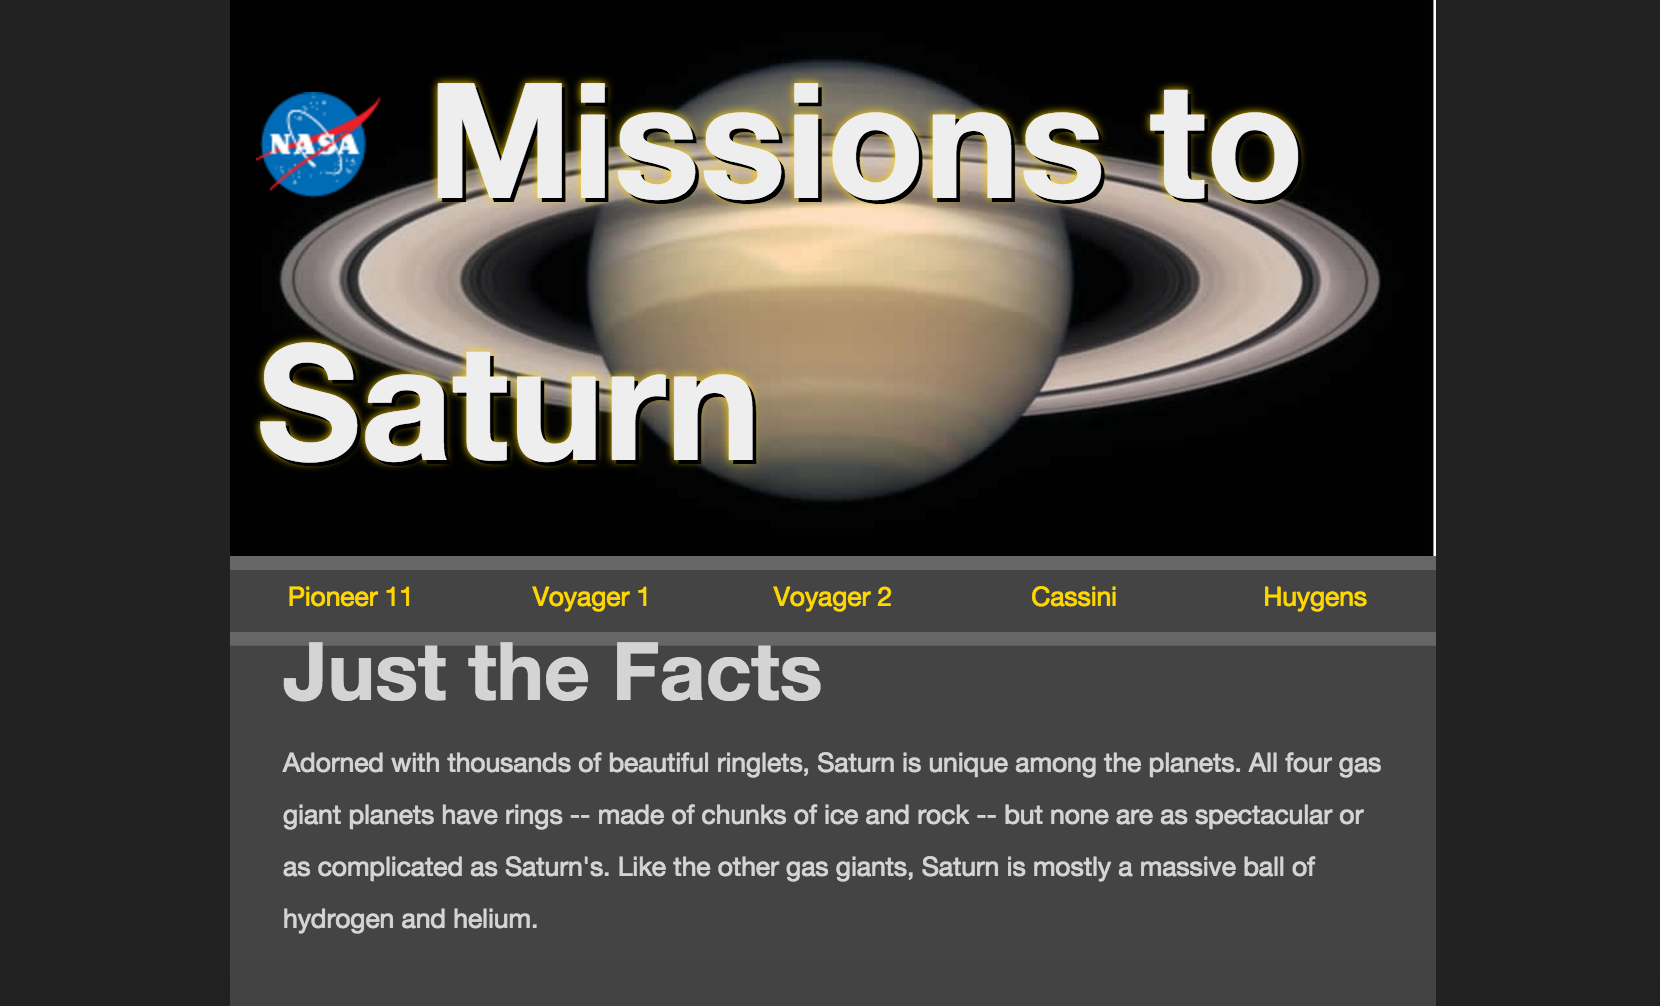 NASA
Missions to
Saturn
Pioneer 11 Voyager 1 Voyager 2 Cassini Huygens
Just the Facts
Adorned with thousands of beautiful ringlets, Saturn is unique among the planets. All four gas
giant planets have rings -- made of chunks of ice and rock -- but none are as spectacular or
as complicated as Saturn's. Like the other gas giants, Saturn is mostly a massive ball of
hydrogen and helium.